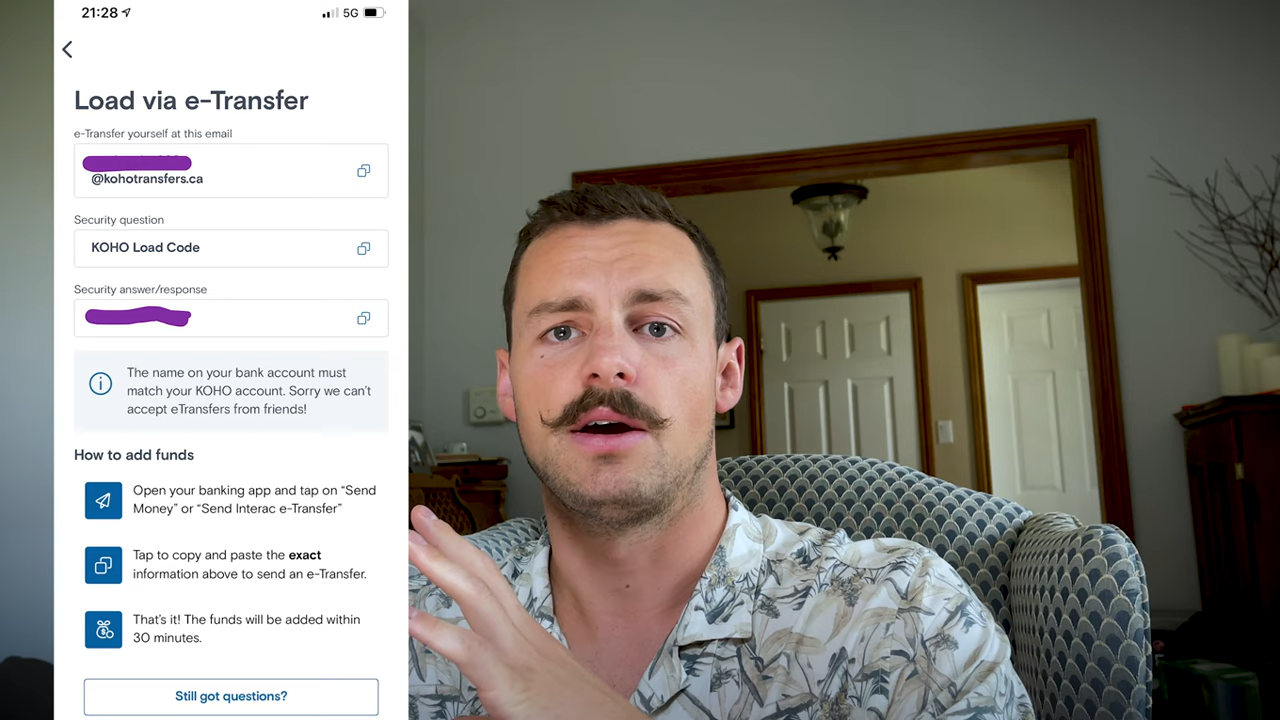 21:28
5G
Load via e-Transfer
e-Transfer yourself at this email
@kohotransfers.ca
Security question
KOHO Load Code
Security answer/response
The name on your bank account must
match your KOHO account. Sorry we can't
accept eTransfers from friends!
How to add funds
Open your banking app and tap on “Send
Money” or “Send Interac e-Transfer”
Tap to copy and paste the exact
information above to send an e-Transfer.
That's it! The funds will be added within
30 minutes.
Still got questions?